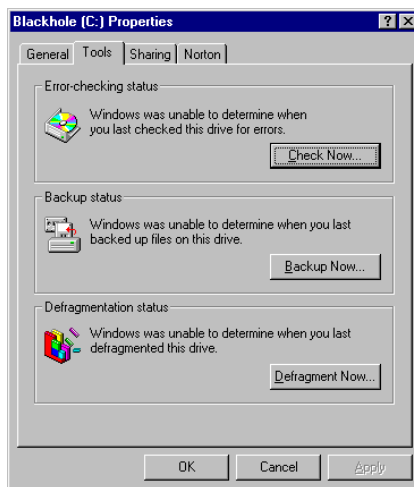 Blackhole (C:) Properties
General Tools Sharing Norton
Error-checking status
Windows was unable to determine when
you last checked this drive for errors.
Check Now...
Backup status
Windows was unable to determine when you last
backed up files on this drive.
Backup Now...
Defragmentation status
Windows was unable to determine when you last
defragmented this drive.
Defragment Now...
OK Cancel Apply